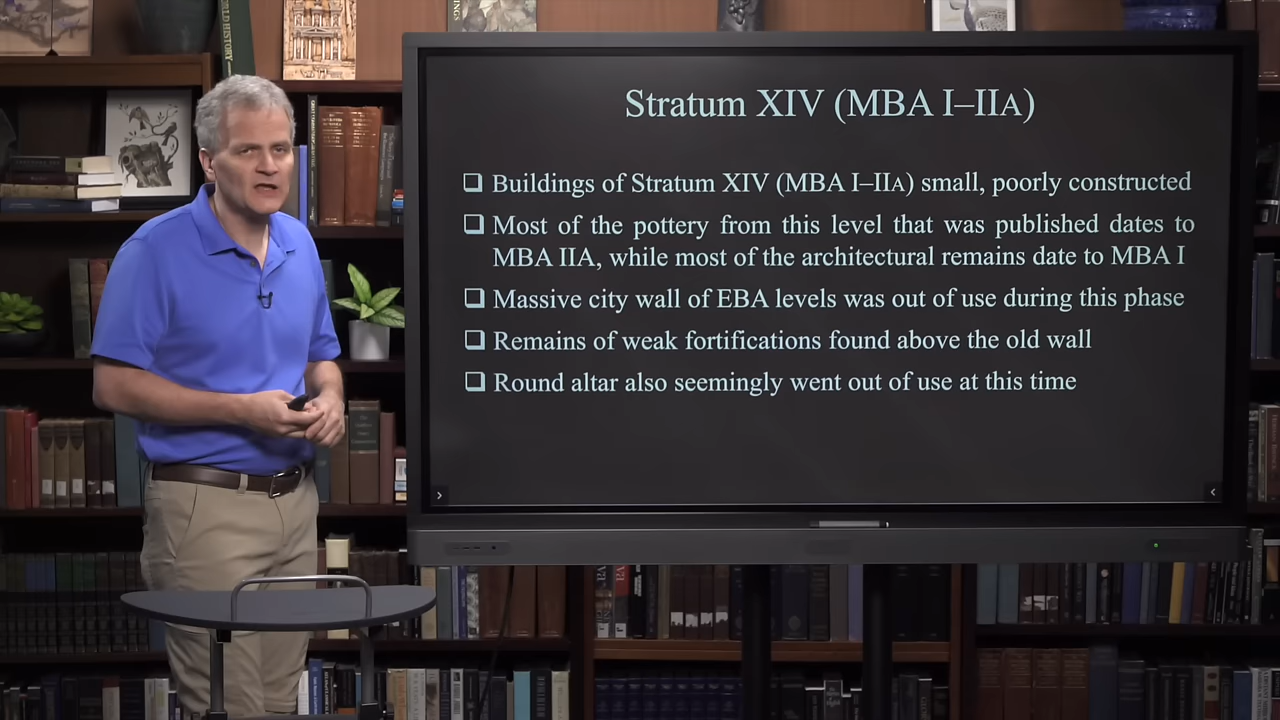 Stratum XIV (MBA I–IIA)
❑ Buildings of Stratum XIV (MBA I–IIA) small, poorly constructed
❑ Most of the pottery from this level that was published dates to
MBA IIA, while most of the architectural remains date to MBA I
❑ Massive city wall of EBA levels was out of use during this phase
❑ Remains of weak fortifications found above the old wall
❑ Round altar also seemingly went out of use at this time